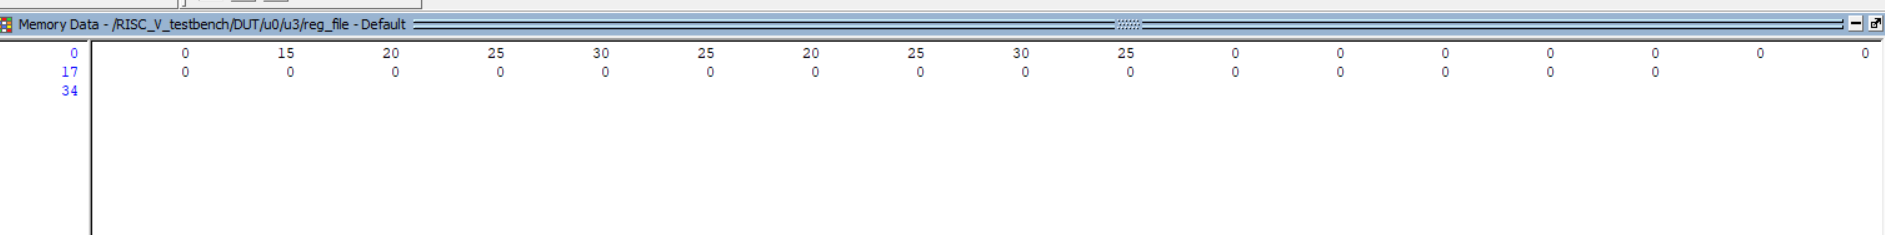 Memory Data - /RISC_V_testbench/DUT/u0/u3/reg_file - Default
0 0 15 20 25 30 25 20 25 30 25 0 0 0 0 0 0 0
17 0 0 0 0 0 0 0 0 0 0 0 0 0 0 0
34